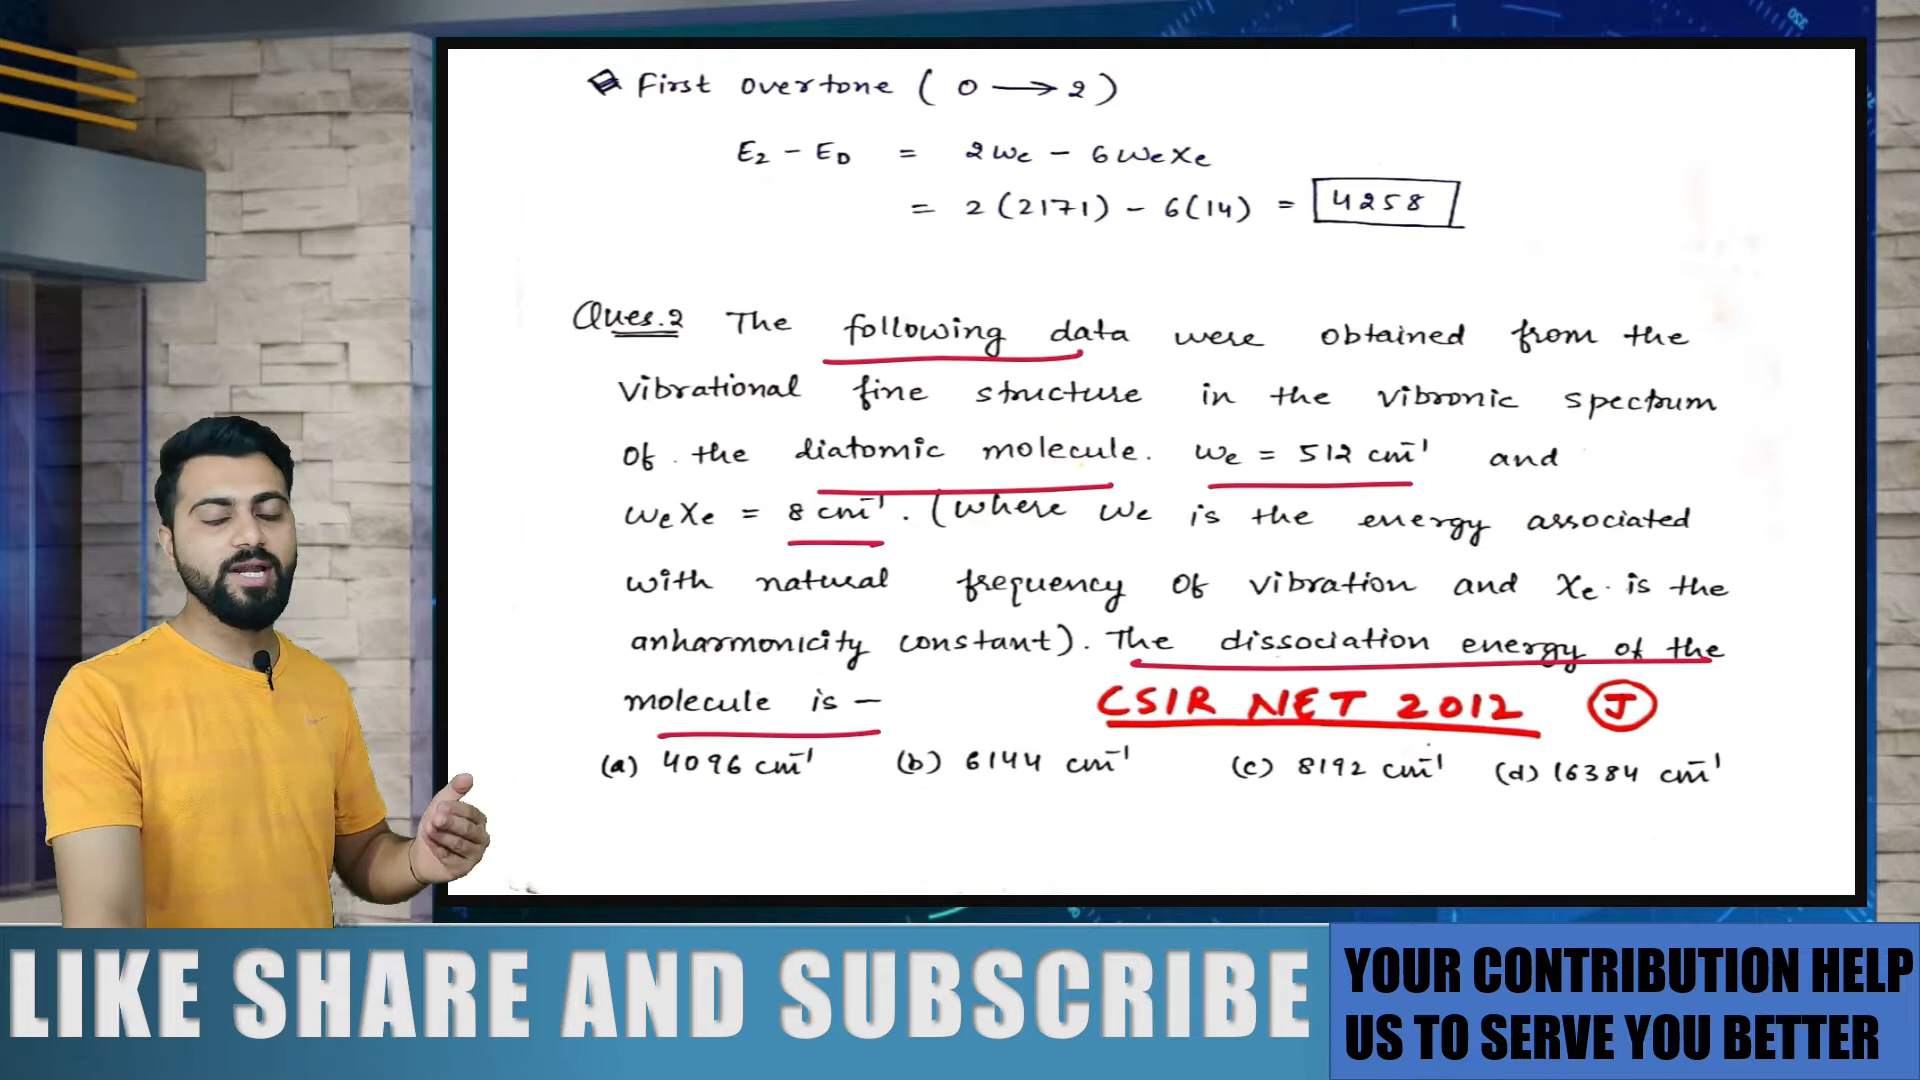 First Overtone ( 0 → 2 )
E2 - E0 = 2ωe - 6ωeXe
= 2(2171) - 6(14) = 4258
Ques.2 The following data were obtained from the
vibrational fine structure in the vibronic spectrum
of the diatomic molecule. ωe = 512 cm⁻¹ and
ωeXe = 8 cm⁻¹. (where ωe is the energy associated
with natural frequency of vibration and Xe is the
anharmonicity constant). The dissociation energy of the
molecule is –
CSIR NET 2012 J
(a) 4096 cm⁻¹ (b) 6144 cm⁻¹ (c) 8192 cm⁻¹ (d) 16384 cm⁻¹
LIKE SHARE AND SUBSCRIBE
YOUR CONTRIBUTION HELP
US TO SERVE YOU BETTER